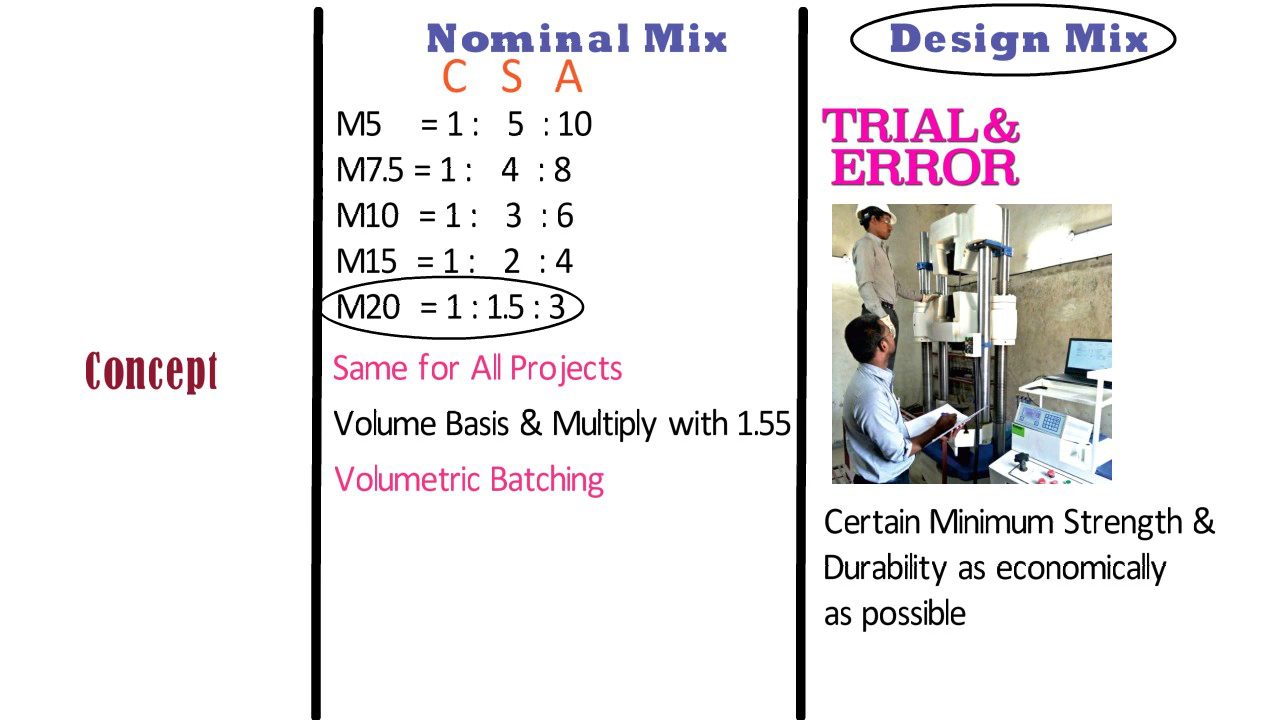 Concept
Nominal Mix
C S A
M5 = 1 : 5 : 10
M7.5 = 1 : 4 : 8
M10 = 1 : 3 : 6
M15 = 1 : 2 : 4
M20 = 1 : 1.5 : 3
Same for All Projects
Volume Basis & Multiply with 1.55
Volumetric Batching
Design Mix
TRIAL &
ERROR
Certain Minimum Strength &
Durability as economically
as possible